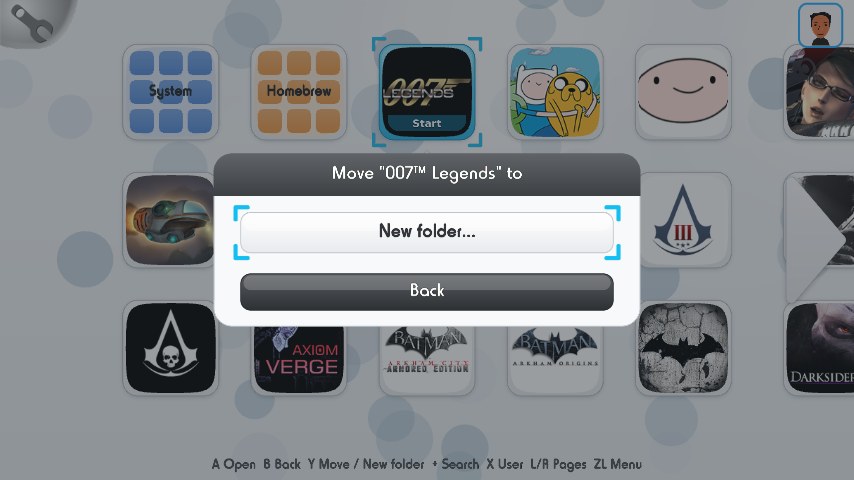 System
Homebrew
007
LEGENDS
Start
Move "007™ Legends" to
New folder...
Back
III
AXIOM
VERGE
BATMAN
ARKHAM CITY
ARMORED EDITION
BATMAN
ARKHAM ORIGINS
DARKSIDER
A Open B Back Y Move / New folder + Search X User L/R Pages ZL Menu